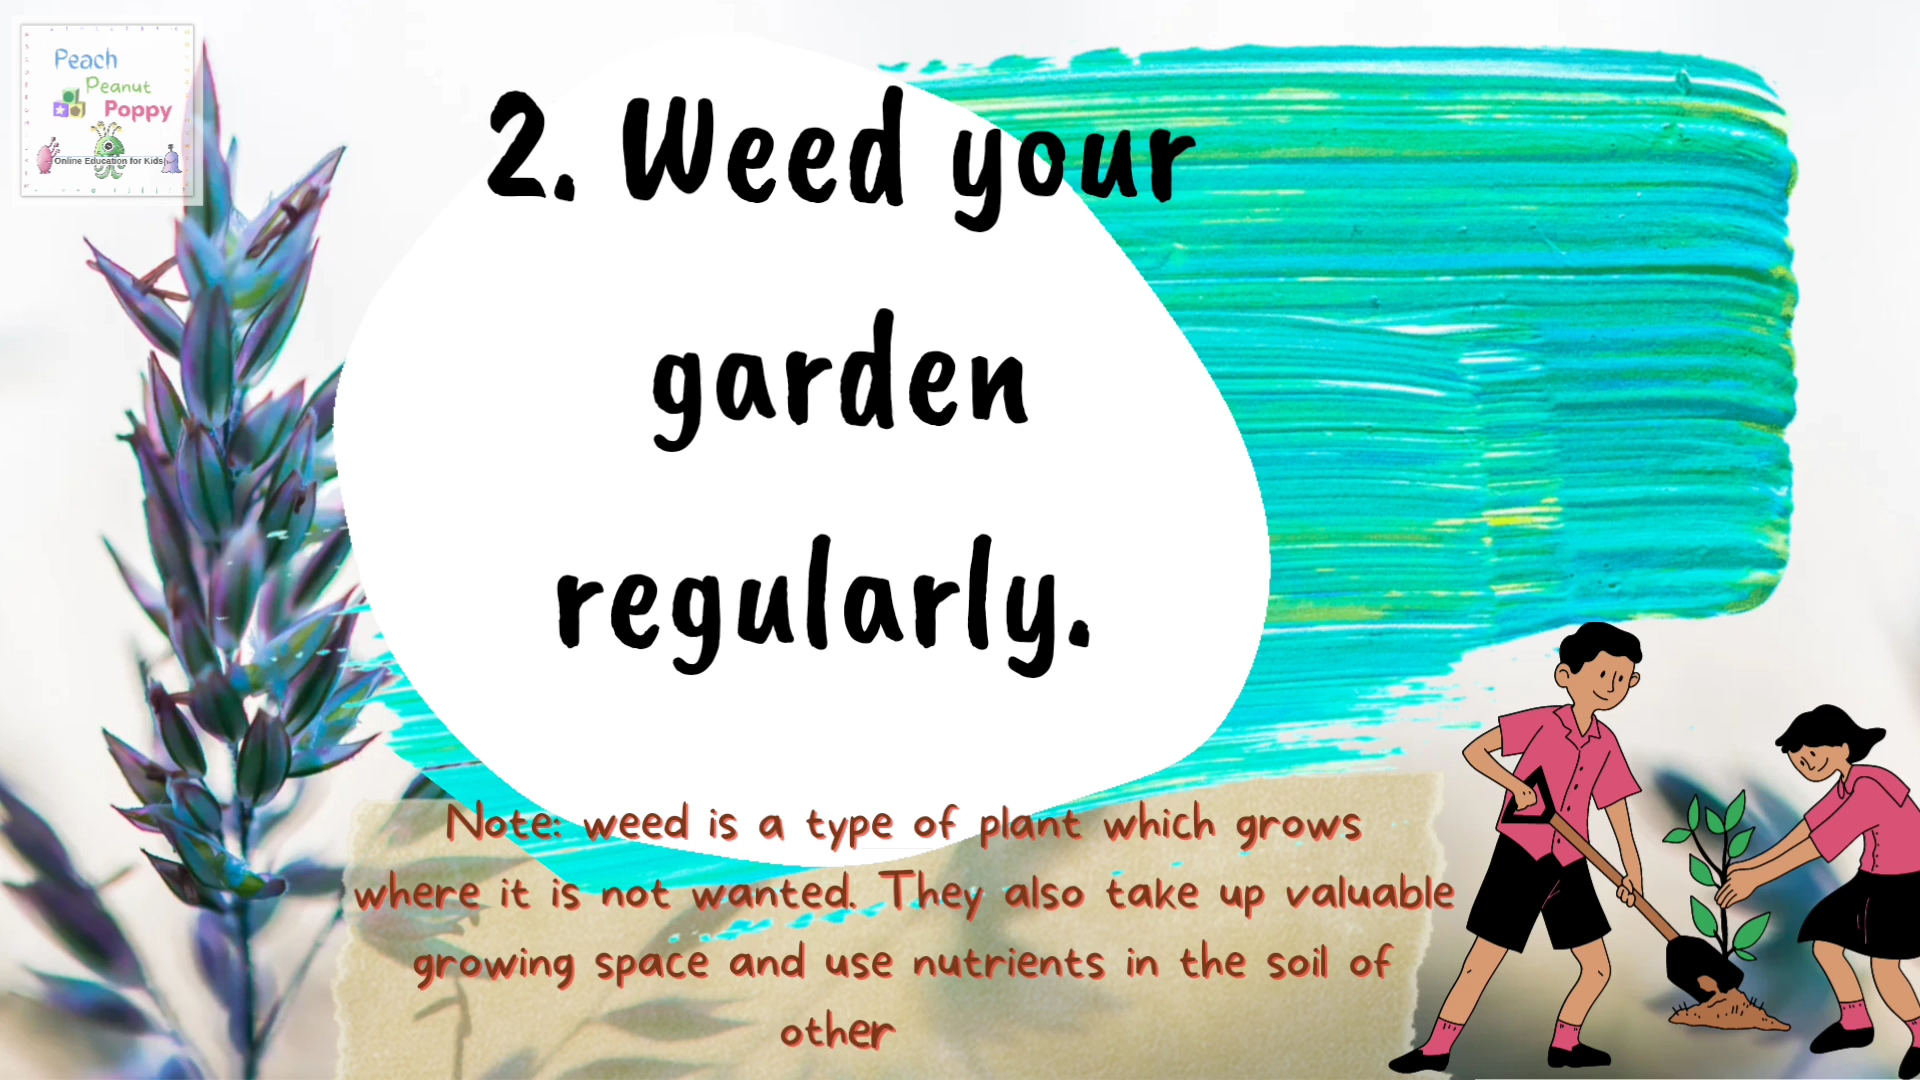 Peach
Peanut
Poppy
Online Education for Kids
2. Weed your
garden
regularly.
Note: weed is a type of plant which grows
where it is not wanted. They also take up valuable
growing space and use nutrients in the soil of
other